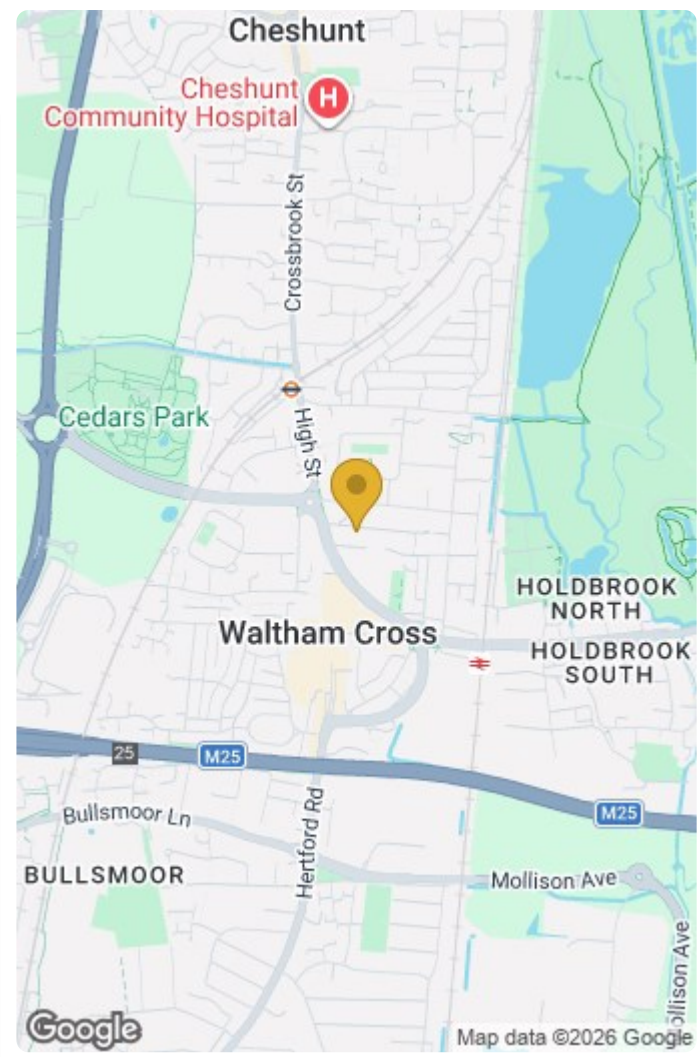 Cheshunt
Cheshunt
Community Hospital
H
Crossbrook St
Cedars Park
High St
HOLDBROOK
NORTH
Waltham Cross
HOLDBROOK
SOUTH
25
M25
M25
Bullsmoor Ln
Hertford Rd
BULLSMOOR
Mollison Ave
ollison Ave
Google
Map data ©2026 Google